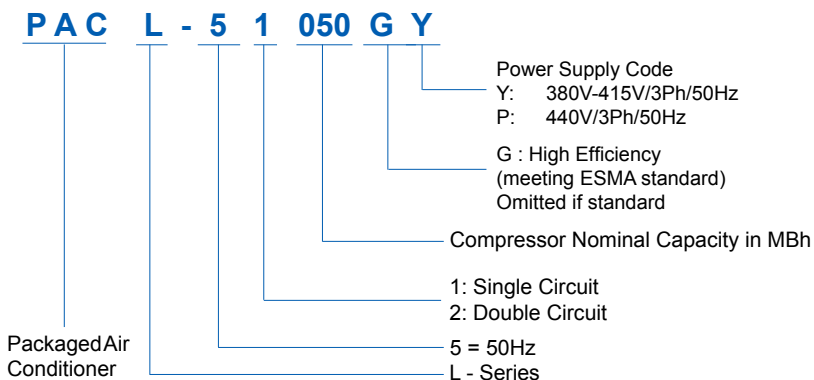 PAC L - 5 1 050 G Y
Power Supply Code
Y: 380V-415V/3Ph/50Hz
P: 440V/3Ph/50Hz
G : High Efficiency
(meeting ESMA standard)
Omitted if standard
Compressor Nominal Capacity in MBh
1: Single Circuit
2: Double Circuit
Packaged Air
Conditioner
5 = 50Hz
L - Series